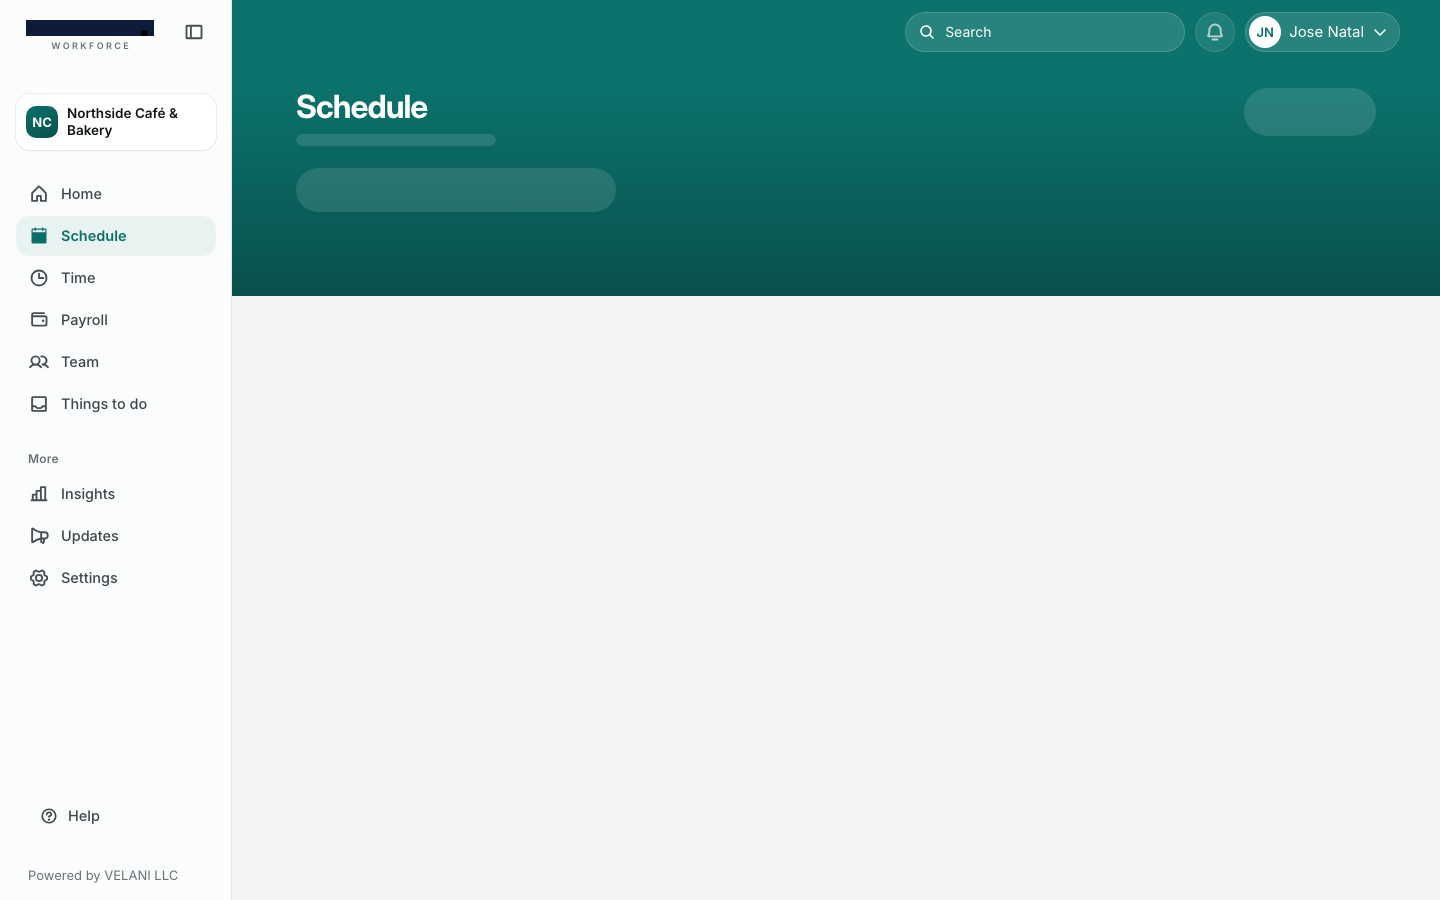 WORKFORCE
Search
JN
Jose Natal
NC
Northside Café &
Bakery
Schedule
Home
Schedule
Time
Payroll
Team
Things to do
More
Insights
Updates
Settings
Help
Powered by VELANI LLC